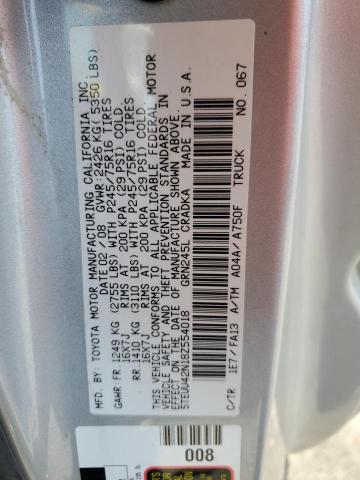 MFD. BY: TOYOTA MOTOR MANUFACTURING CALIFORNIA INC
DATE 02/08 GVWR: 2426 KG ( 5350 LBS)
GAWR FR. 1249 KG (2755 LBS) WITH P245/75R16 TIRES
16X7J RIMS AT 200 KPA (29 PSI) COLD.
RR. 1410 KG (3110 LBS) WITH P245/75R16 TIRES
16X7J RIMS AT 200 KPA (29 PSI) COLD.
THIS VEHICLE CONFORMS TO ALL APPLICABLE FEDERAL MOTOR
VEHICLE SAFETY AND THEFT PREVENTION STANDARDS IN
EFFECT ON THE DATE OF MANUFACTURE SHOWN ABOVE.
5TEUU42N18Z554018 GRN245L CRADKA MADE IN U.S.A.
C/TR 1E7/FA13 A/TM A04A/A750F TRUCK NO. 067
008